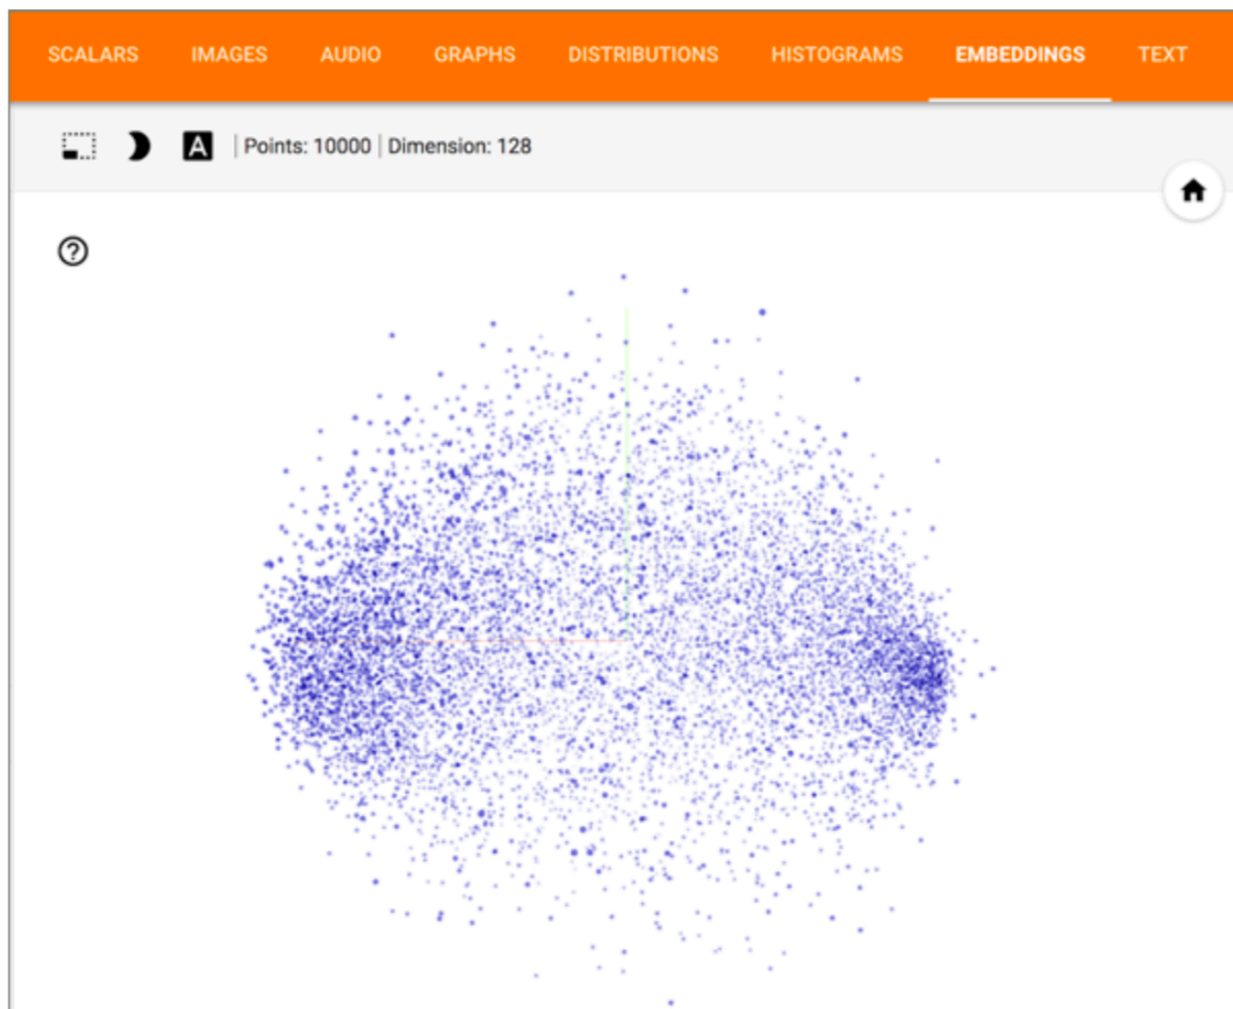 SCALARS IMAGES AUDIO GRAPHS DISTRIBUTIONS HISTOGRAMS EMBEDDINGS TEXT
A | Points: 10000 | Dimension: 128
?